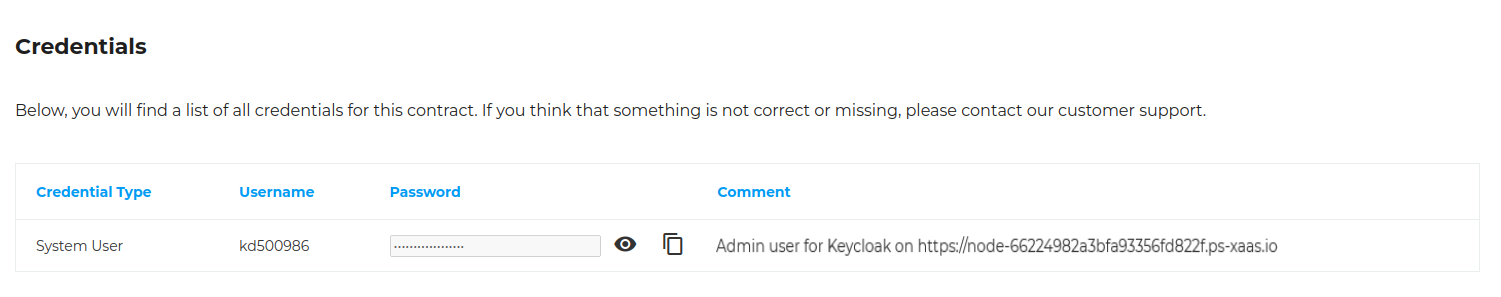 Credentials
Below, you will find a list of all credentials for this contract. If you think that something is not correct or missing, please contact our customer support.
Credential Type Username Password Comment
System User kd500986 •••••••••••••••••• Admin user for Keycloak on https://node-66224982a3bfa93356fd822f.ps-xaas.io